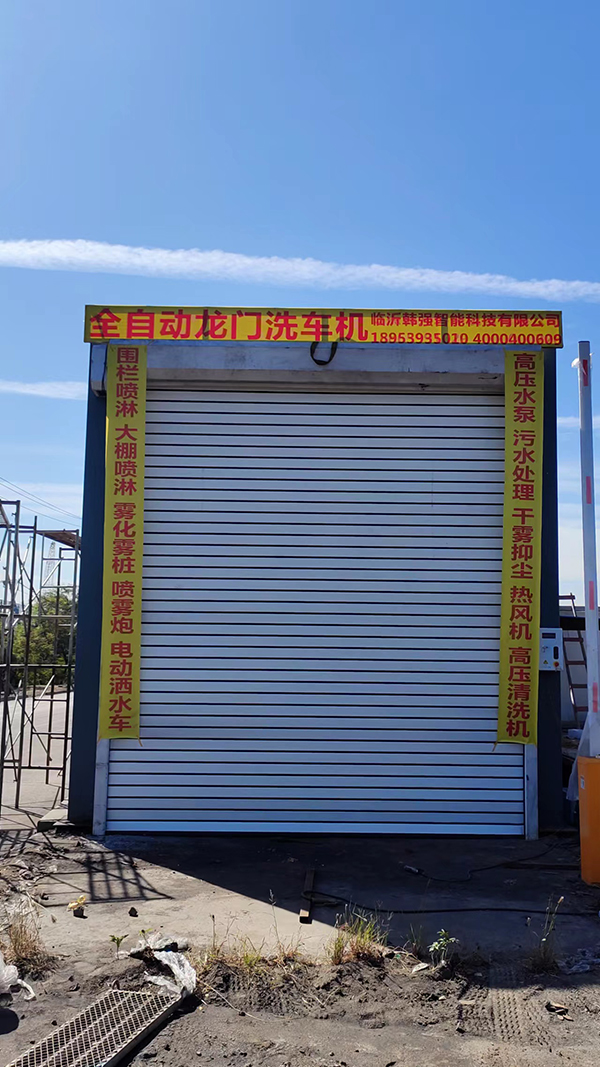 全自动龙门洗车机
临沂韩强智能科技有限公司
18953935010 4000400605
围栏喷淋 大棚喷淋 雾化雾桩 喷雾炮 电动洒水车
高压水泵 污水处理 干雾抑尘 热风机 高压清洗机